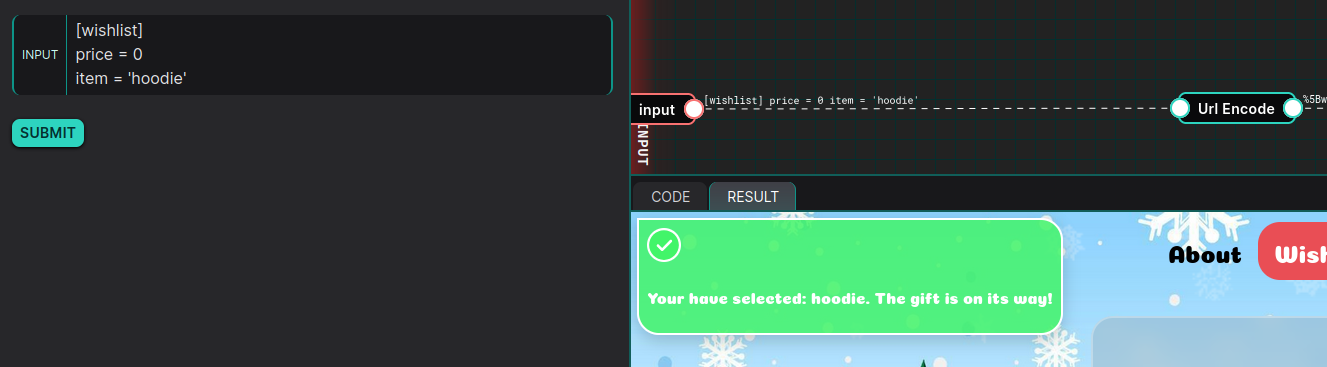 INPUT
[wishlist]
price = 0
item = 'hoodie'
SUBMIT
input
[wishlist] price = 0 item = 'hoodie'
Url Encode
%5Bw
INPUT
CODE
RESULT
Your have selected: hoodie. The gift is on its way!
About
Wish